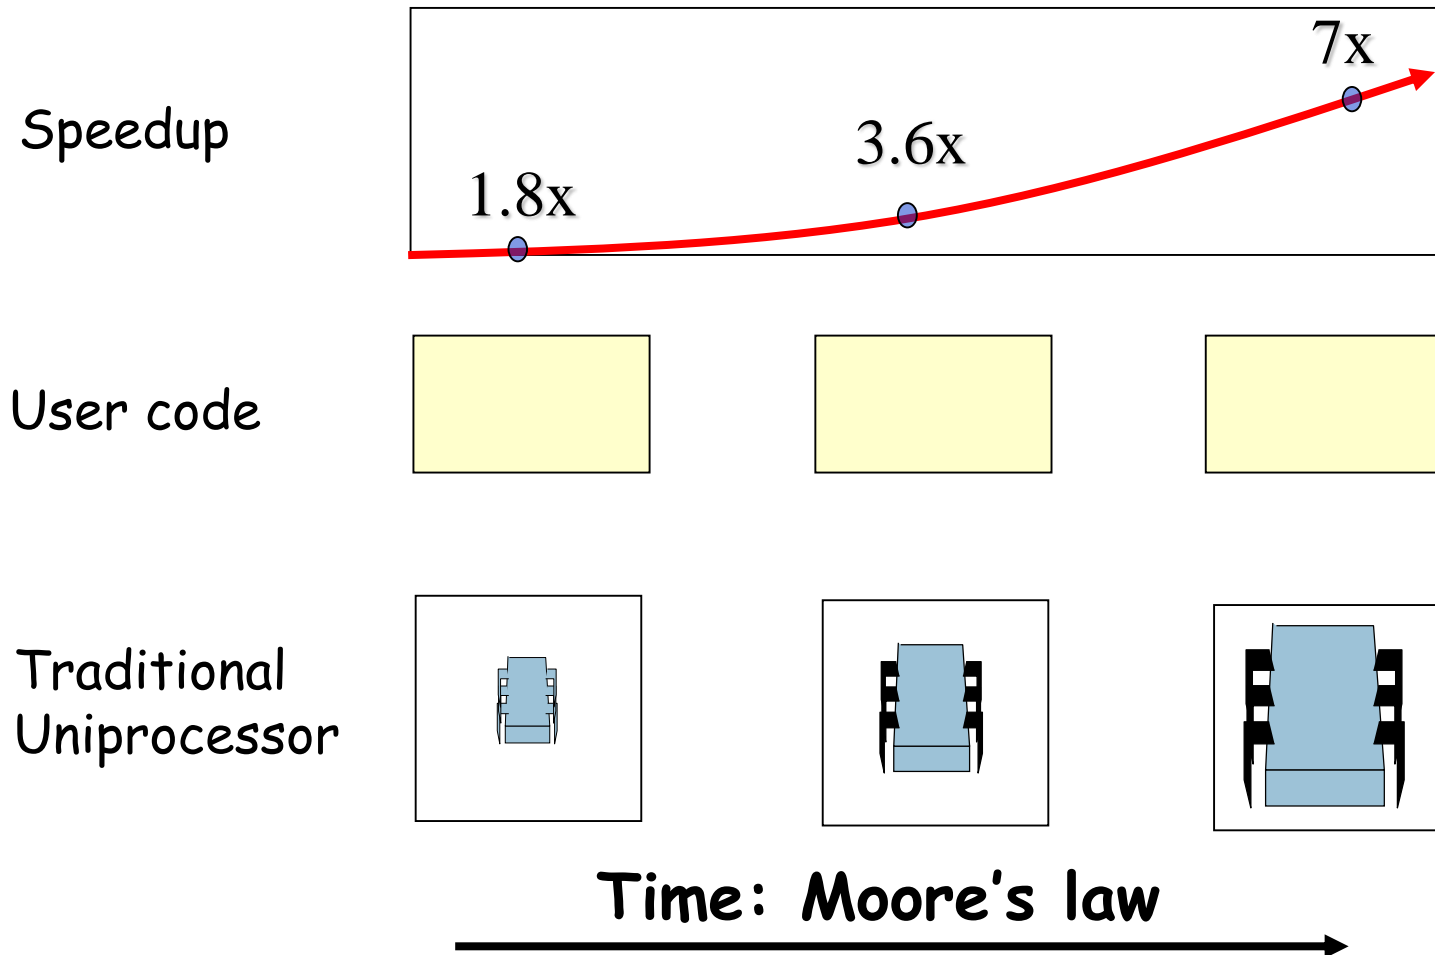 7x
Speedup
3.6x
1.8x
User code
Traditional
Uniprocessor
Time: Moore’s law